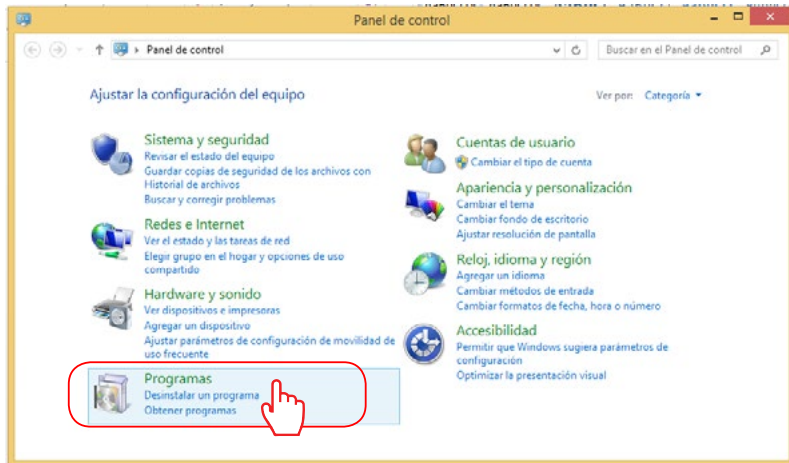 Panel de control
Panel de control
Buscar en el Panel de control
Ajustar la configuración del equipo
Ver por: Categoría
Sistema y seguridad
Revisar el estado del equipo
Guardar copias de seguridad de los archivos con
Historial de archivos
Buscar y corregir problemas
Redes e Internet
Ver el estado y las tareas de red
Elegir grupo en el hogar y opciones de uso
compartido
Hardware y sonido
Ver dispositivos e impresoras
Agregar un dispositivo
Ajustar parámetros de configuración de movilidad de
uso frecuente
Programas
Desinstalar un programa
Obtener programas
Cuentas de usuario
Cambiar el tipo de cuenta
Apariencia y personalización
Cambiar el tema
Cambiar fondo de escritorio
Ajustar resolución de pantalla
Reloj, idioma y región
Agregar un idioma
Cambiar métodos de entrada
Cambiar formatos de fecha, hora o número
Accesibilidad
Permitir que Windows sugiera parámetros de
configuración
Optimizar la presentación visual